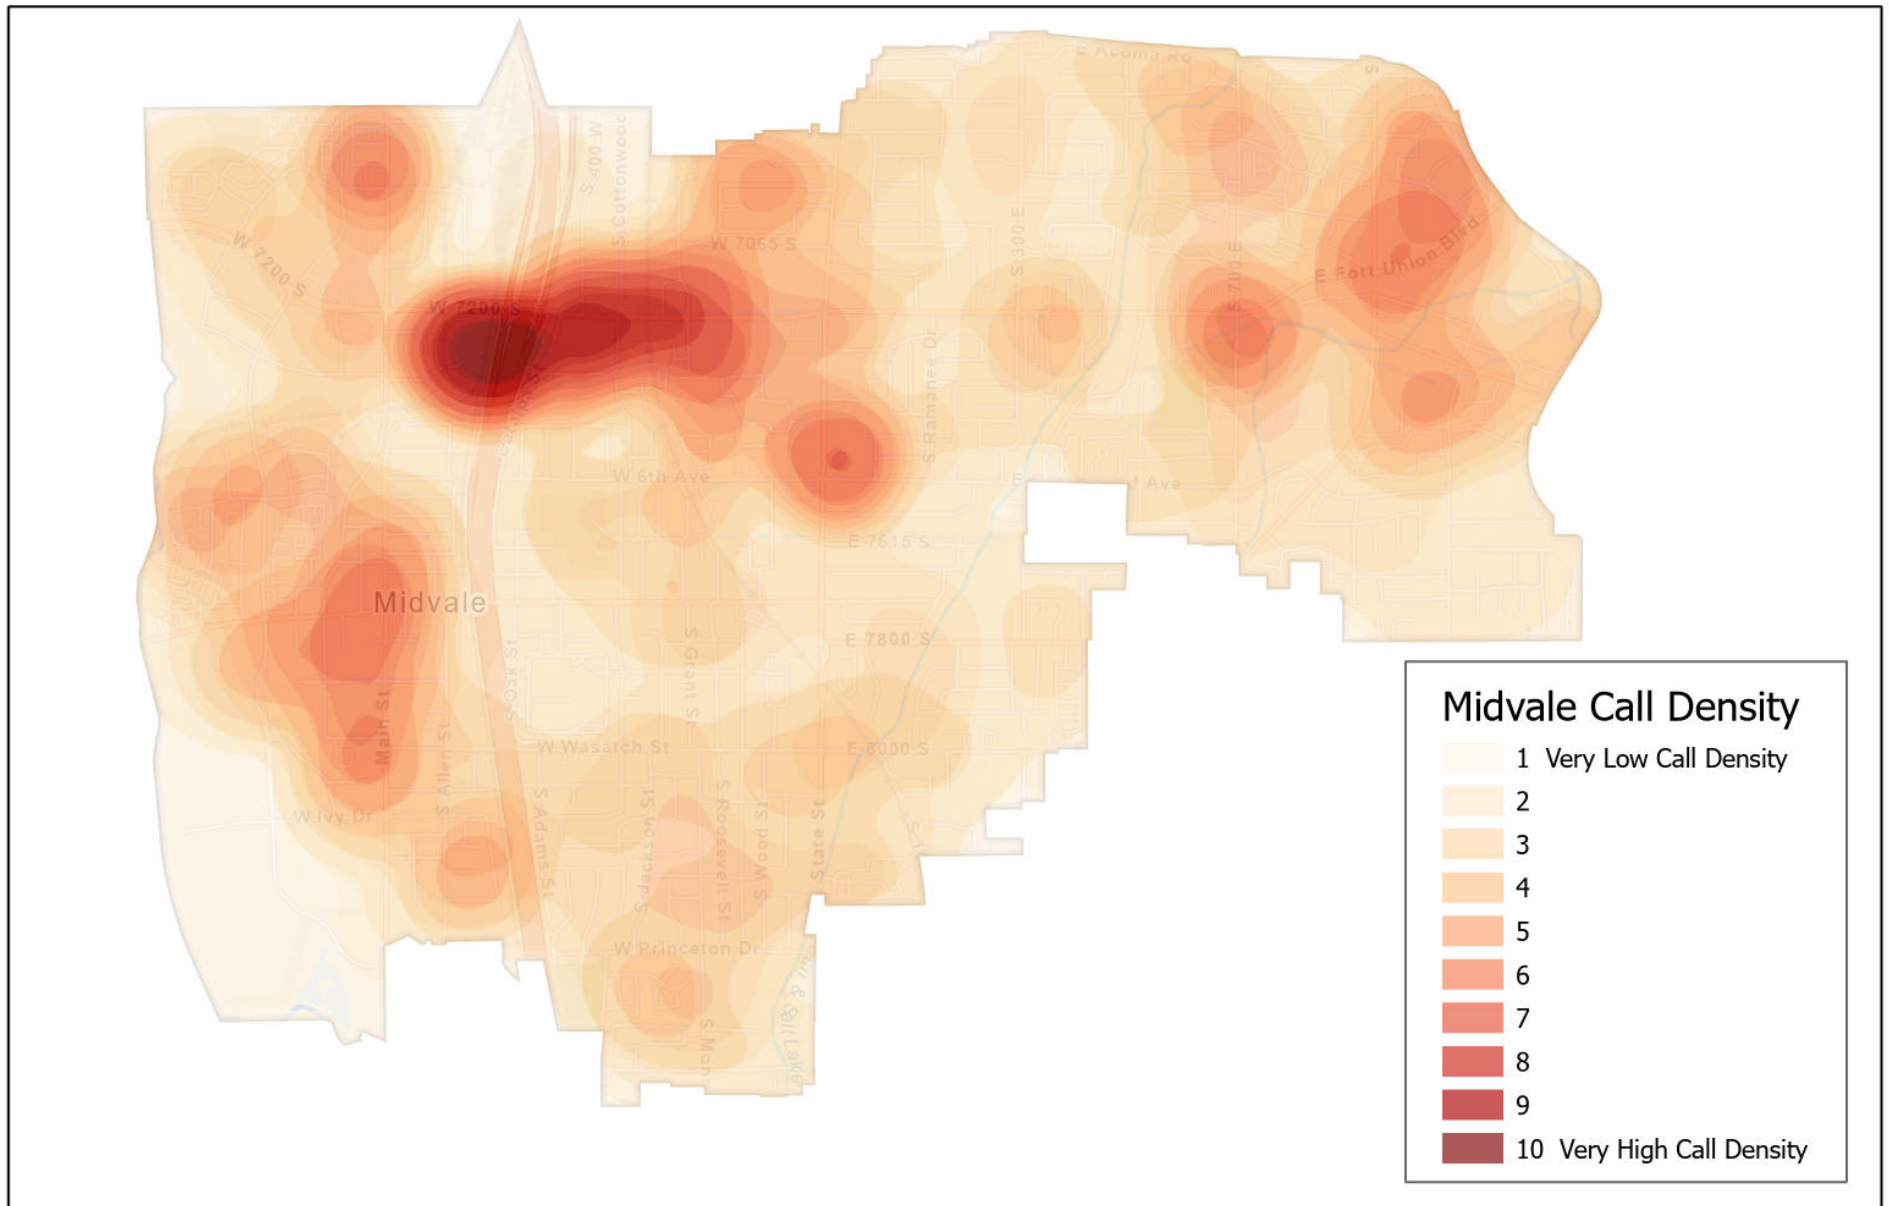 E Acoma Rd
S 400 W
S Cottonwood
W 7200 S
W 7065 S
S 300 E
S 700 E
E Fort Union Blvd
W 7200 S
S Ramanee Dr
W 6th Ave
Ave
E 7615 S
Midvale
E 7800 S
S Oak St
S Grant St
Main St
S Allen St
W Wasatch St
E 8000 S
W Ivy Dr
S Adams St
S Jackson St
S Roosevelt St
S Wood St
State St
W Princeton Dr
Midvale Call Density
1 Very Low Call Density
2
3
4
5
6
7
8
9
10 Very High Call Density